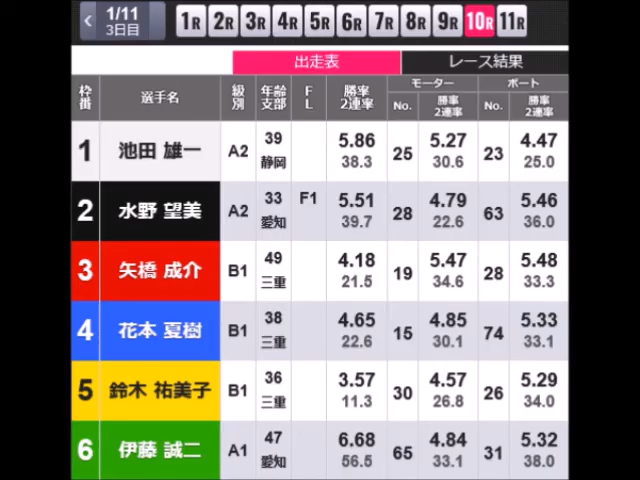 1/11
3日目
1R 2R 3R 4R 5R 6R 7R 8R 9R 10R 11R
出走表 レース結果
枠番 選手名 級別 年齢支部 F L 勝率2連率 モーター ボート
No. 勝率2連率 No. 勝率2連率
1 池田 雄一 A2 39 静岡 5.86 38.3 25 5.27 30.6 23 4.47 25.0
2 水野 望美 A2 33 愛知 F1 5.51 39.7 28 4.79 22.6 63 5.46 36.0
3 矢橋 成介 B1 49 三重 4.18 21.5 19 5.47 34.6 28 5.48 33.3
4 花本 夏樹 B1 38 三重 4.65 22.6 15 4.85 30.1 74 5.33 33.1
5 鈴木 祐美子 B1 36 三重 3.57 11.3 30 4.57 26.8 26 5.29 34.0
6 伊藤 誠二 A1 47 愛知 6.68 56.5 65 4.84 33.1 31 5.32 38.0